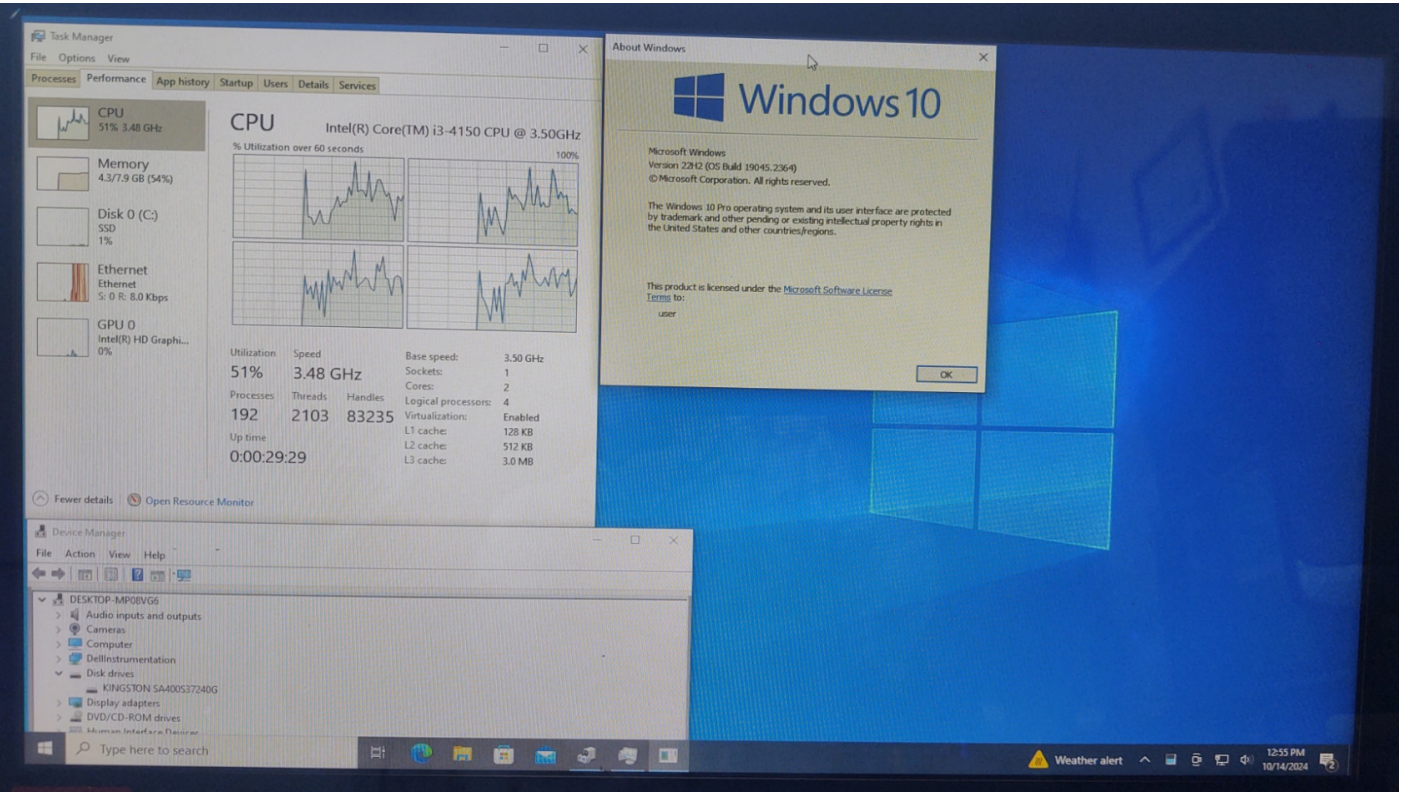 Task Manager
File Options View
Processes Performance App history Startup Users Details Services
CPU
51% 3.48 GHz
Memory
4.3/7.9 GB (54%)
Disk 0 (C:)
SSD
1%
Ethernet
Ethernet
S: 0 R: 8.0 Kbps
GPU 0
Intel(R) HD Graphi...
0%
CPU Intel(R) Core(TM) i3-4150 CPU @ 3.50GHz
% Utilization over 60 seconds 100%
Utilization Speed
51% 3.48 GHz
Processes Threads Handles
192 2103 83235
Up time
0:00:29:29
Base speed: 3.50 GHz
Sockets: 1
Cores: 2
Logical processors: 4
Virtualization: Enabled
L1 cache: 128 KB
L2 cache: 512 KB
L3 cache: 3.0 MB
Fewer details Open Resource Monitor
About Windows
Windows 10
Microsoft Windows
Version 22H2 (OS Build 19045.2364)
© Microsoft Corporation. All rights reserved.
The Windows 10 Pro operating system and its user interface are protected
by trademark and other pending or existing intellectual property rights in
the United States and other countries/regions.
This product is licensed under the Microsoft Software License
Terms to:
user
OK
Device Manager
File Action View Help
DESKTOP-MP08VG6
Audio inputs and outputs
Cameras
Computer
DellInstrumentation
Disk drives
KINGSTON SA400S37240G
Display adapters
DVD/CD-ROM drives
Human Interface Devices
Type here to search
Weather alert
12:55 PM
10/14/2024
2